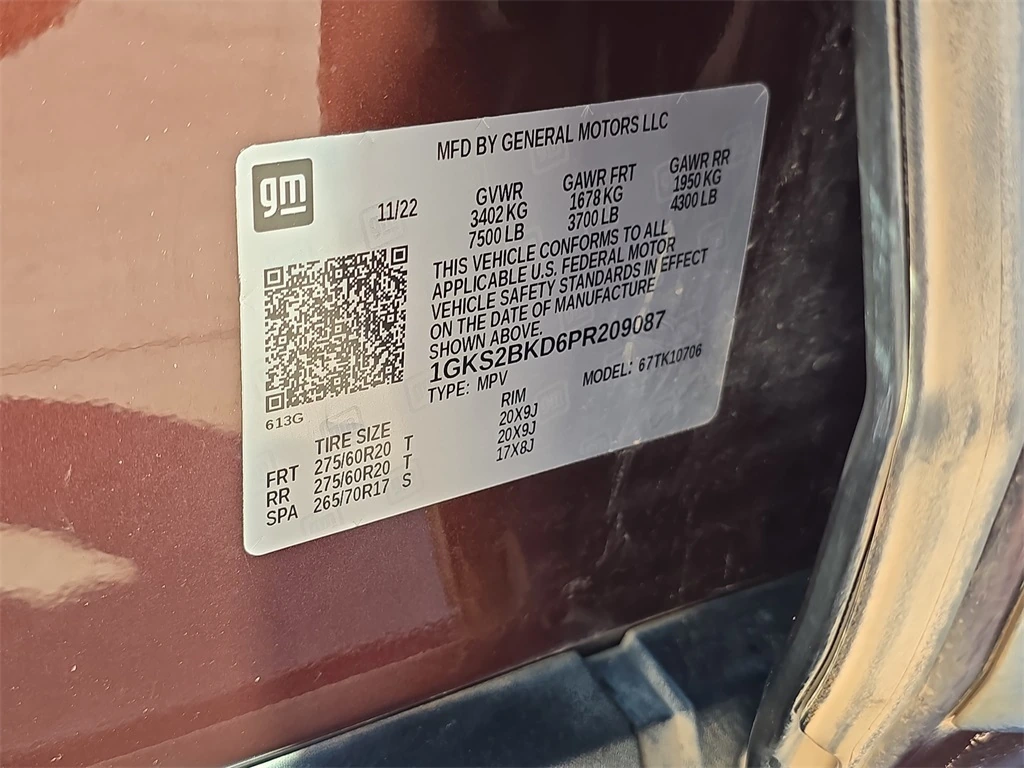 MFD BY GENERAL MOTORS LLC
gm
11/22
GVWR GAWR FRT GAWR RR
3402 KG 1678 KG 1950 KG
7500 LB 3700 LB 4300 LB
THIS VEHICLE CONFORMS TO ALL
APPLICABLE U.S. FEDERAL MOTOR
VEHICLE SAFETY STANDARDS IN EFFECT
ON THE DATE OF MANUFACTURE
SHOWN ABOVE.
1GKS2BKD6PR209087
TYPE: MPV MODEL: 67TK10706
613G
TIRE SIZE RIM
FRT 275/60R20 T 20X9J
RR 275/60R20 T 20X9J
SPA 265/70R17 S 17X8J